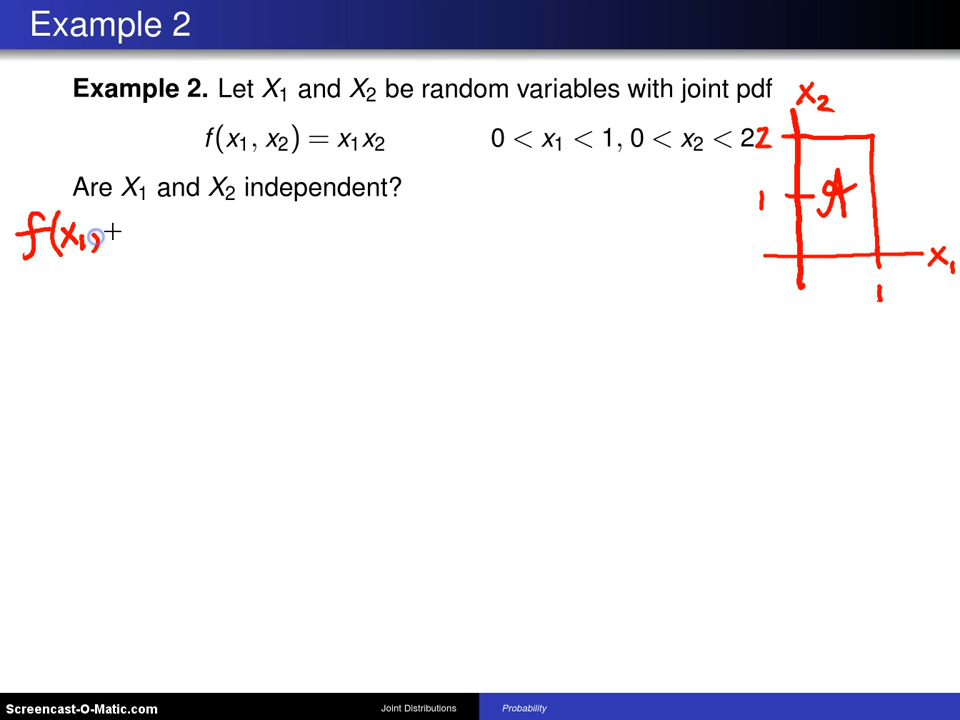 Example 2
Example 2. Let X₁ and X₂ be random variables with joint pdf
f(x₁, x₂) = x₁x₂ 0 < x₁ < 1, 0 < x₂ < 2
Are X₁ and X₂ independent?
f(x₁,
x₂
2
1
A
x₁
1
Screencast-O-Matic.com
Joint Distributions
Probability